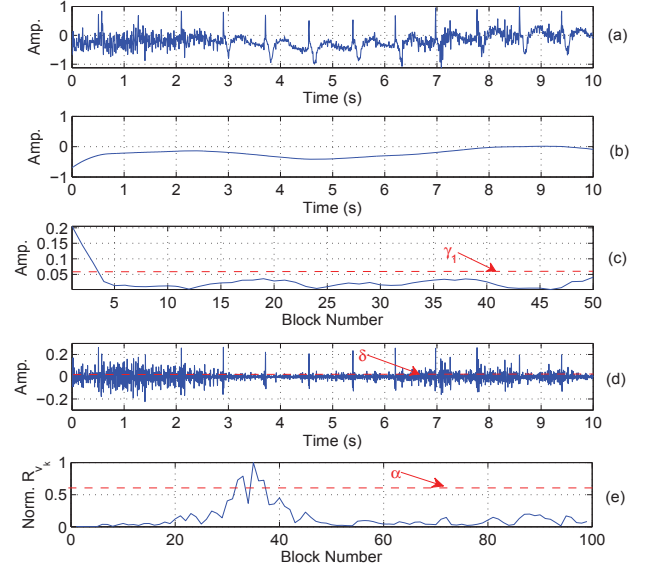 1
0
−1
Amp.
0 1 2 3 4 5 6 7 8 9 10
Time (s)
(a)
1
0
−1
Amp.
0 1 2 3 4 5 6 7 8 9 10
Time (s)
(b)
0.2
0.15
0.1
0.05
Amp.
γ1
5 10 15 20 25 30 35 40 45 50
Block Number
(c)
0.2
0
−0.2
Amp.
δ
0 1 2 3 4 5 6 7 8 9 10
Time (s)
(d)
1
0.5
0
Norm. Rvk
α
0 20 40 60 80 100
Block Number
(e)